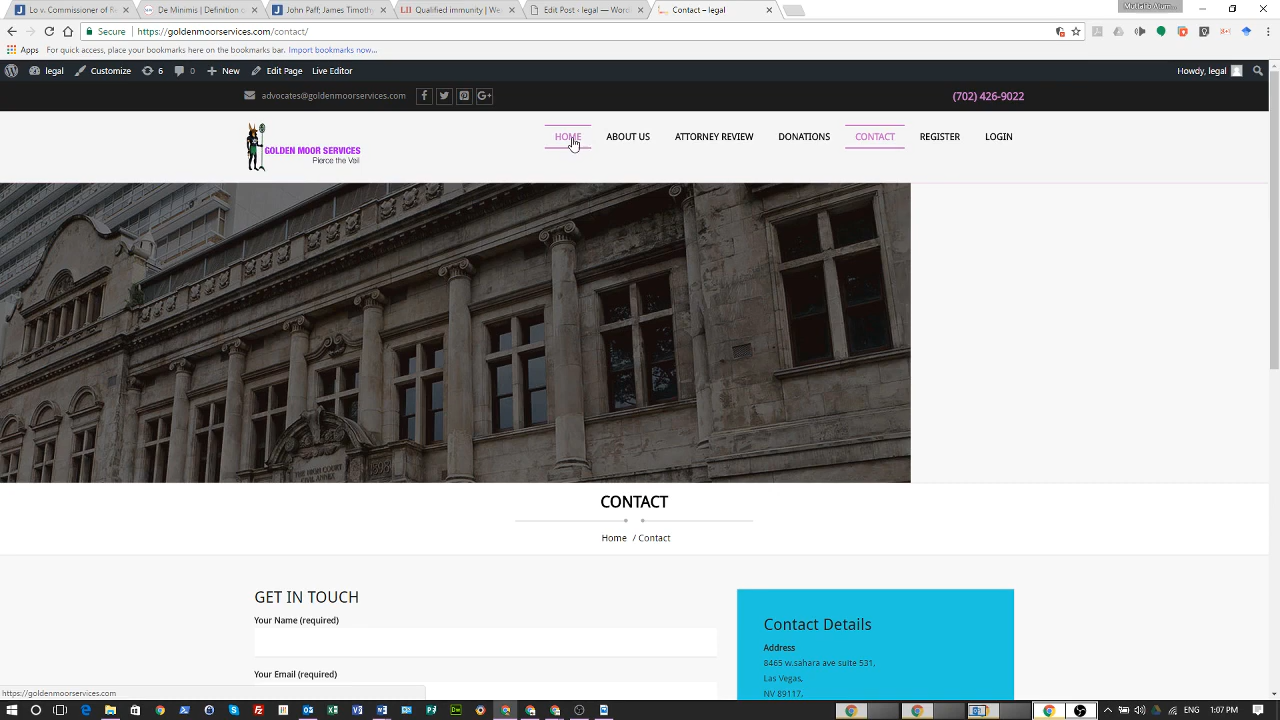 Lo v. Commissioner of Re
De Minimis | Definition c
John Paff; James Timoth
Qualified immunity | We
Edit Post ‹ legal — Word
Contact – legal
Secure
https://goldenmoorservices.com/contact/
Apps
For quick access, place your bookmarks here on the bookmarks bar. Import bookmarks now...
legal
Customize
6
0
New
Edit Post
Live Editor
Howdy, legal
advocates@goldenmoorservices.com
(702) 426-9022
GOLDEN MOOR SERVICES
Pierce the Vail
HOME
ABOUT US
ATTORNEY REVIEW
DONATIONS
CONTACT
REGISTER
LOGIN
CONTACT
Home / Contact
GET IN TOUCH
Your Name (required)
Your Email (required)
Contact Details
Address
8465 w.sahara ave suite 531,
Las Vegas,
NV 89117,
https://goldenmoorservices.com
1:07 PM